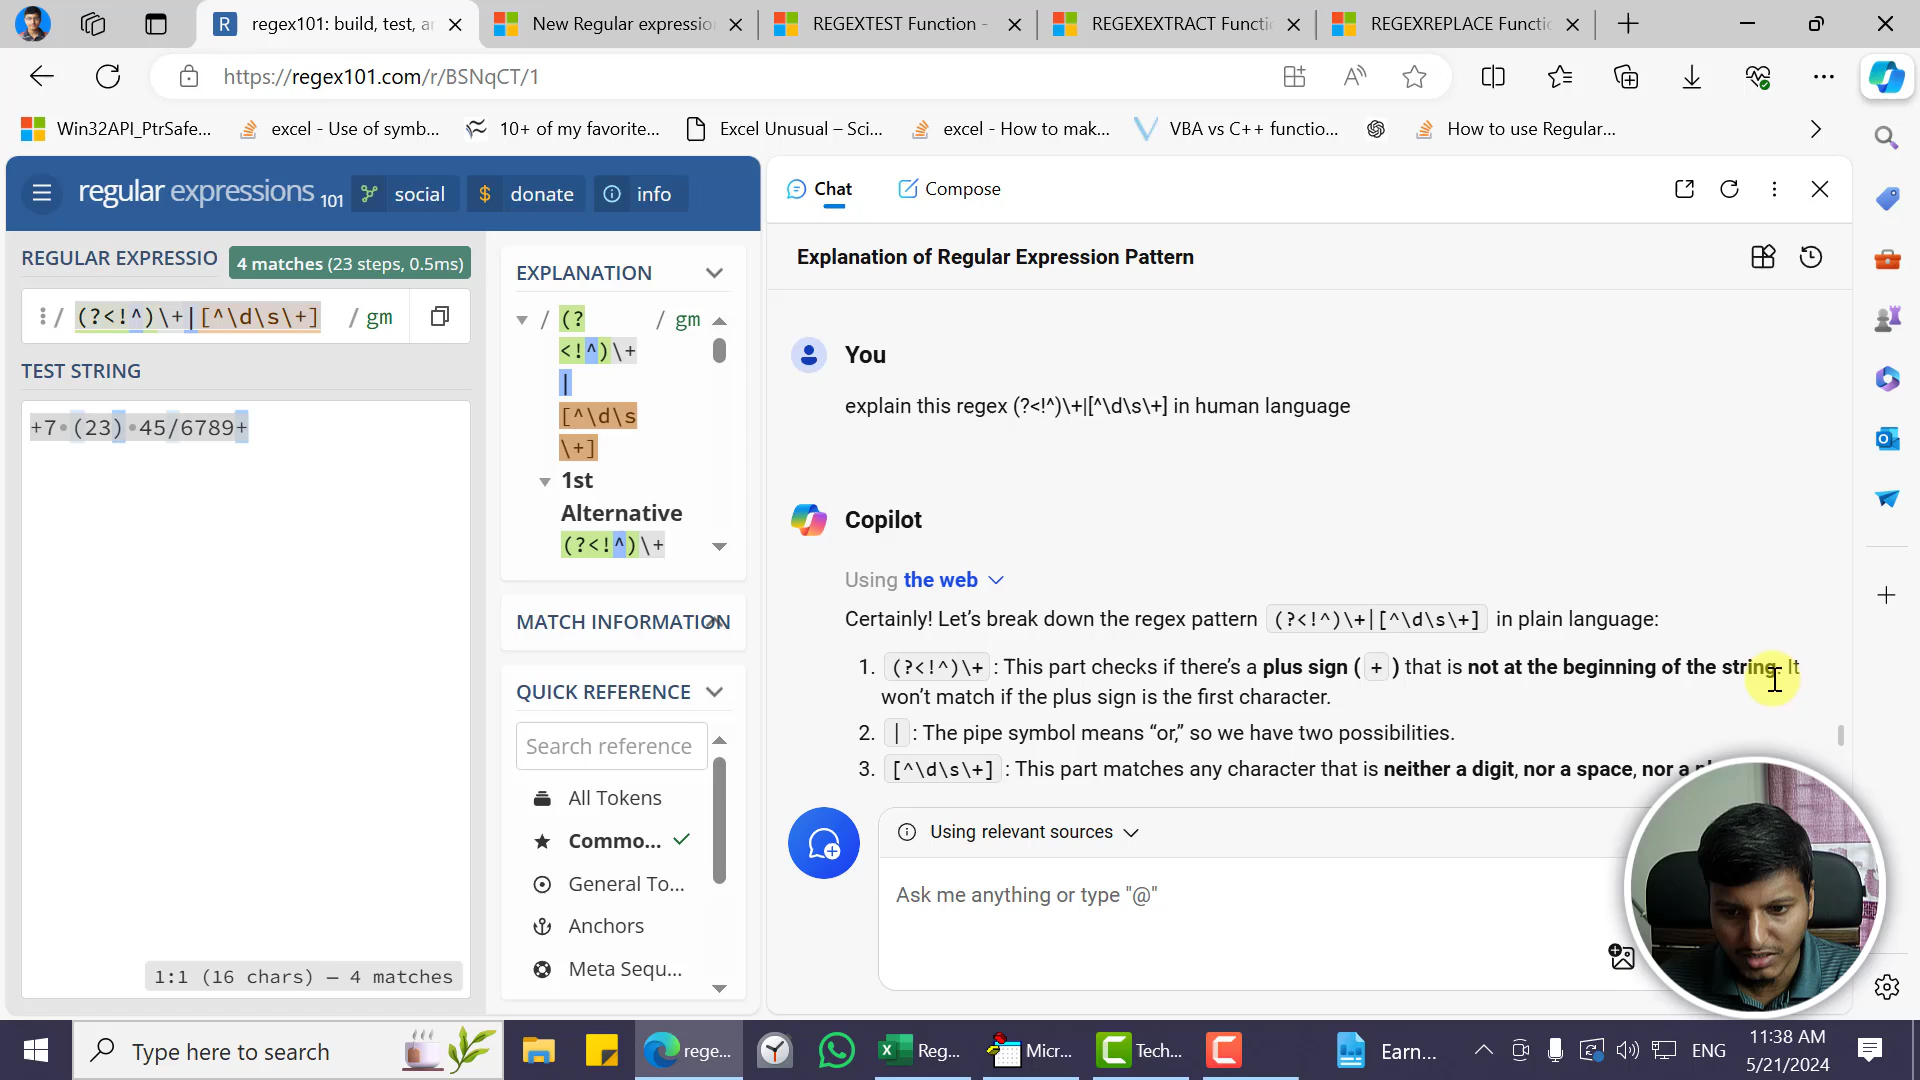 regex101: build, test, a
New Regular expressio
REGEXTEST Function -
REGEXEXTRACT Functi
REGEXREPLACE Functic
https://regex101.com/r/BSNqCT/1
Win32API_PtrSafe...
excel - Use of symb...
10+ of my favorite...
Excel Unusual – Sci...
excel - How to mak...
VBA vs C++ functio...
How to use Regular...
regular expressions 101
social
donate
info
REGULAR EXPRESSIO
4 matches (23 steps, 0.5ms)
/ (?<!^)\+|[^\d\s\+] / gm
TEST STRING
+7 (23) 45/6789+
1:1 (16 chars) — 4 matches
EXPLANATION
/ (? / gm
<!^)\+
|
[^\d\s
\+]
1st
Alternative
(?<!^)\+
MATCH INFORMATION
QUICK REFERENCE
Search reference
All Tokens
Commo...
General To...
Anchors
Meta Sequ...
Chat
Compose
Explanation of Regular Expression Pattern
You
explain this regex (?<!^)\+|[^\d\s\+] in human language
Copilot
Using the web
Certainly! Let’s break down the regex pattern (?<!^)\+|[^\d\s\+] in plain language:
1. (?<!^)\+ : This part checks if there’s a plus sign ( + ) that is not at the beginning of the string. It
won’t match if the plus sign is the first character.
2. | : The pipe symbol means “or,” so we have two possibilities.
3. [^\d\s\+] : This part matches any character that is neither a digit, nor a space, nor a
Using relevant sources
Ask me anything or type "@"
Type here to search
rege...
Reg...
Micr...
Tech...
Earn...
ENG
11:38 AM
5/21/2024